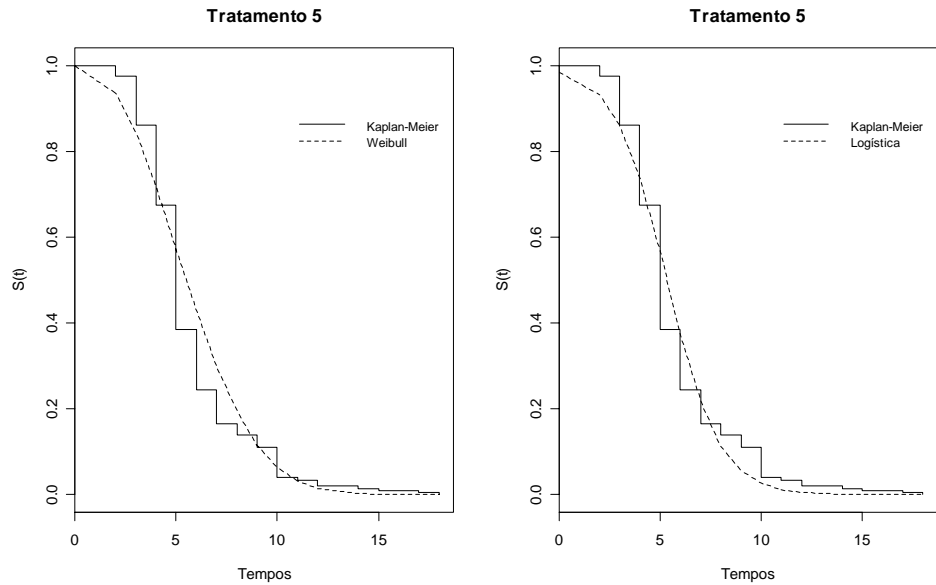 Tratamento 5
S(t)
1.0
0.8
0.6
0.4
0.2
0.0
Kaplan-Meier
Weibull
0 5 10 15
Tempos
Tratamento 5
S(t)
1.0
0.8
0.6
0.4
0.2
0.0
Kaplan-Meier
Logística
0 5 10 15
Tempos